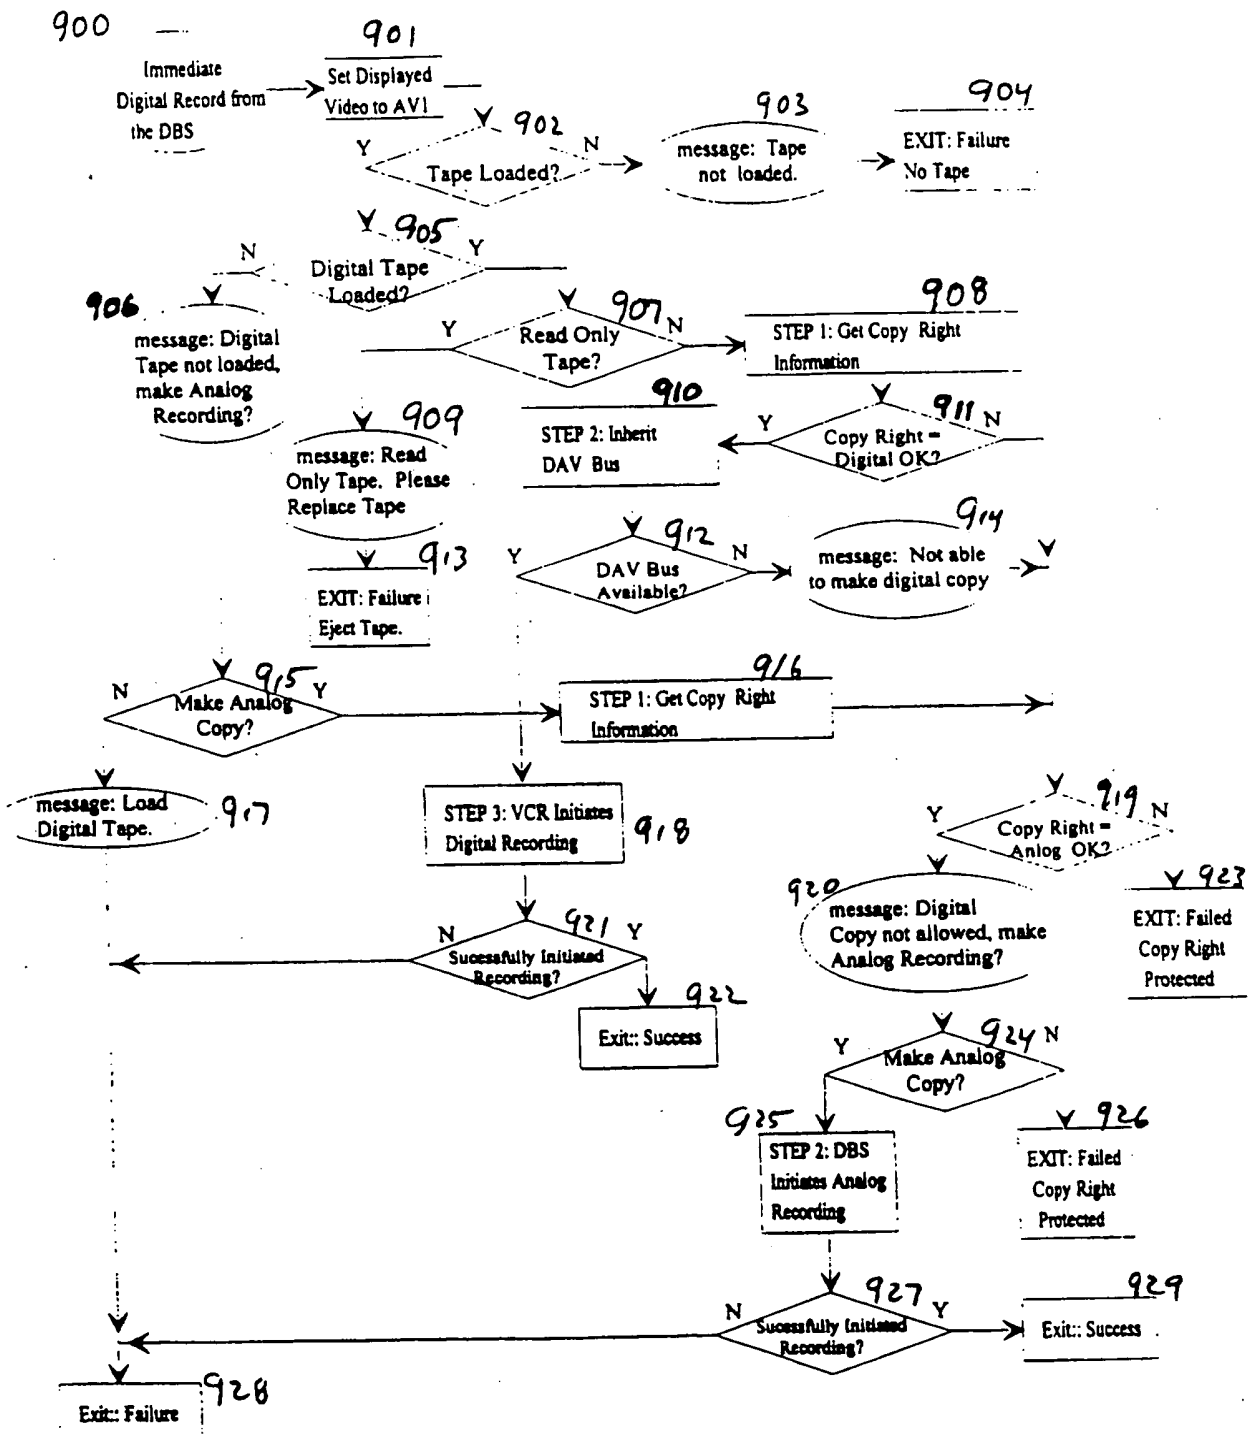 900
901
Immediate
Digital Record from
the DBS
Set Displayed
Video to AV1
902
Y
N
Tape Loaded?
903
message: Tape
not loaded.
904
EXIT: Failure
No Tape
905
N
Y
Digital Tape
Loaded?
906
message: Digital
Tape not loaded,
make Analog
Recording?
907
Y
N
Read Only
Tape?
908
STEP 1: Get Copy Right
Information
909
message: Read
Only Tape. Please
Replace Tape
910
STEP 2: Inherit
DAV Bus
911
Y
N
Copy Right =
Digital OK?
912
Y
N
DAV Bus
Available?
914
message: Not able
to make digital copy
913
EXIT: Failure
Eject Tape.
915
N
Y
Make Analog
Copy?
916
STEP 1: Get Copy Right
Information
message: Load
Digital Tape.
917
STEP 3: VCR Initiates
Digital Recording
918
919
Y
N
Copy Right =
Anlog OK?
920
message: Digital
Copy not allowed, make
Analog Recording?
923
EXIT: Failed
Copy Right
Protected
921
N
Y
Sucessfully Initiated
Recording?
922
Exit:: Success
924
Y
N
Make Analog
Copy?
925
STEP 2: DBS
Initiates Analog
Recording
926
EXIT: Failed
Copy Right
Protected
927
N
Y
Sucessfully Initiated
Recording?
929
Exit:: Success
928
Exit:: Failure